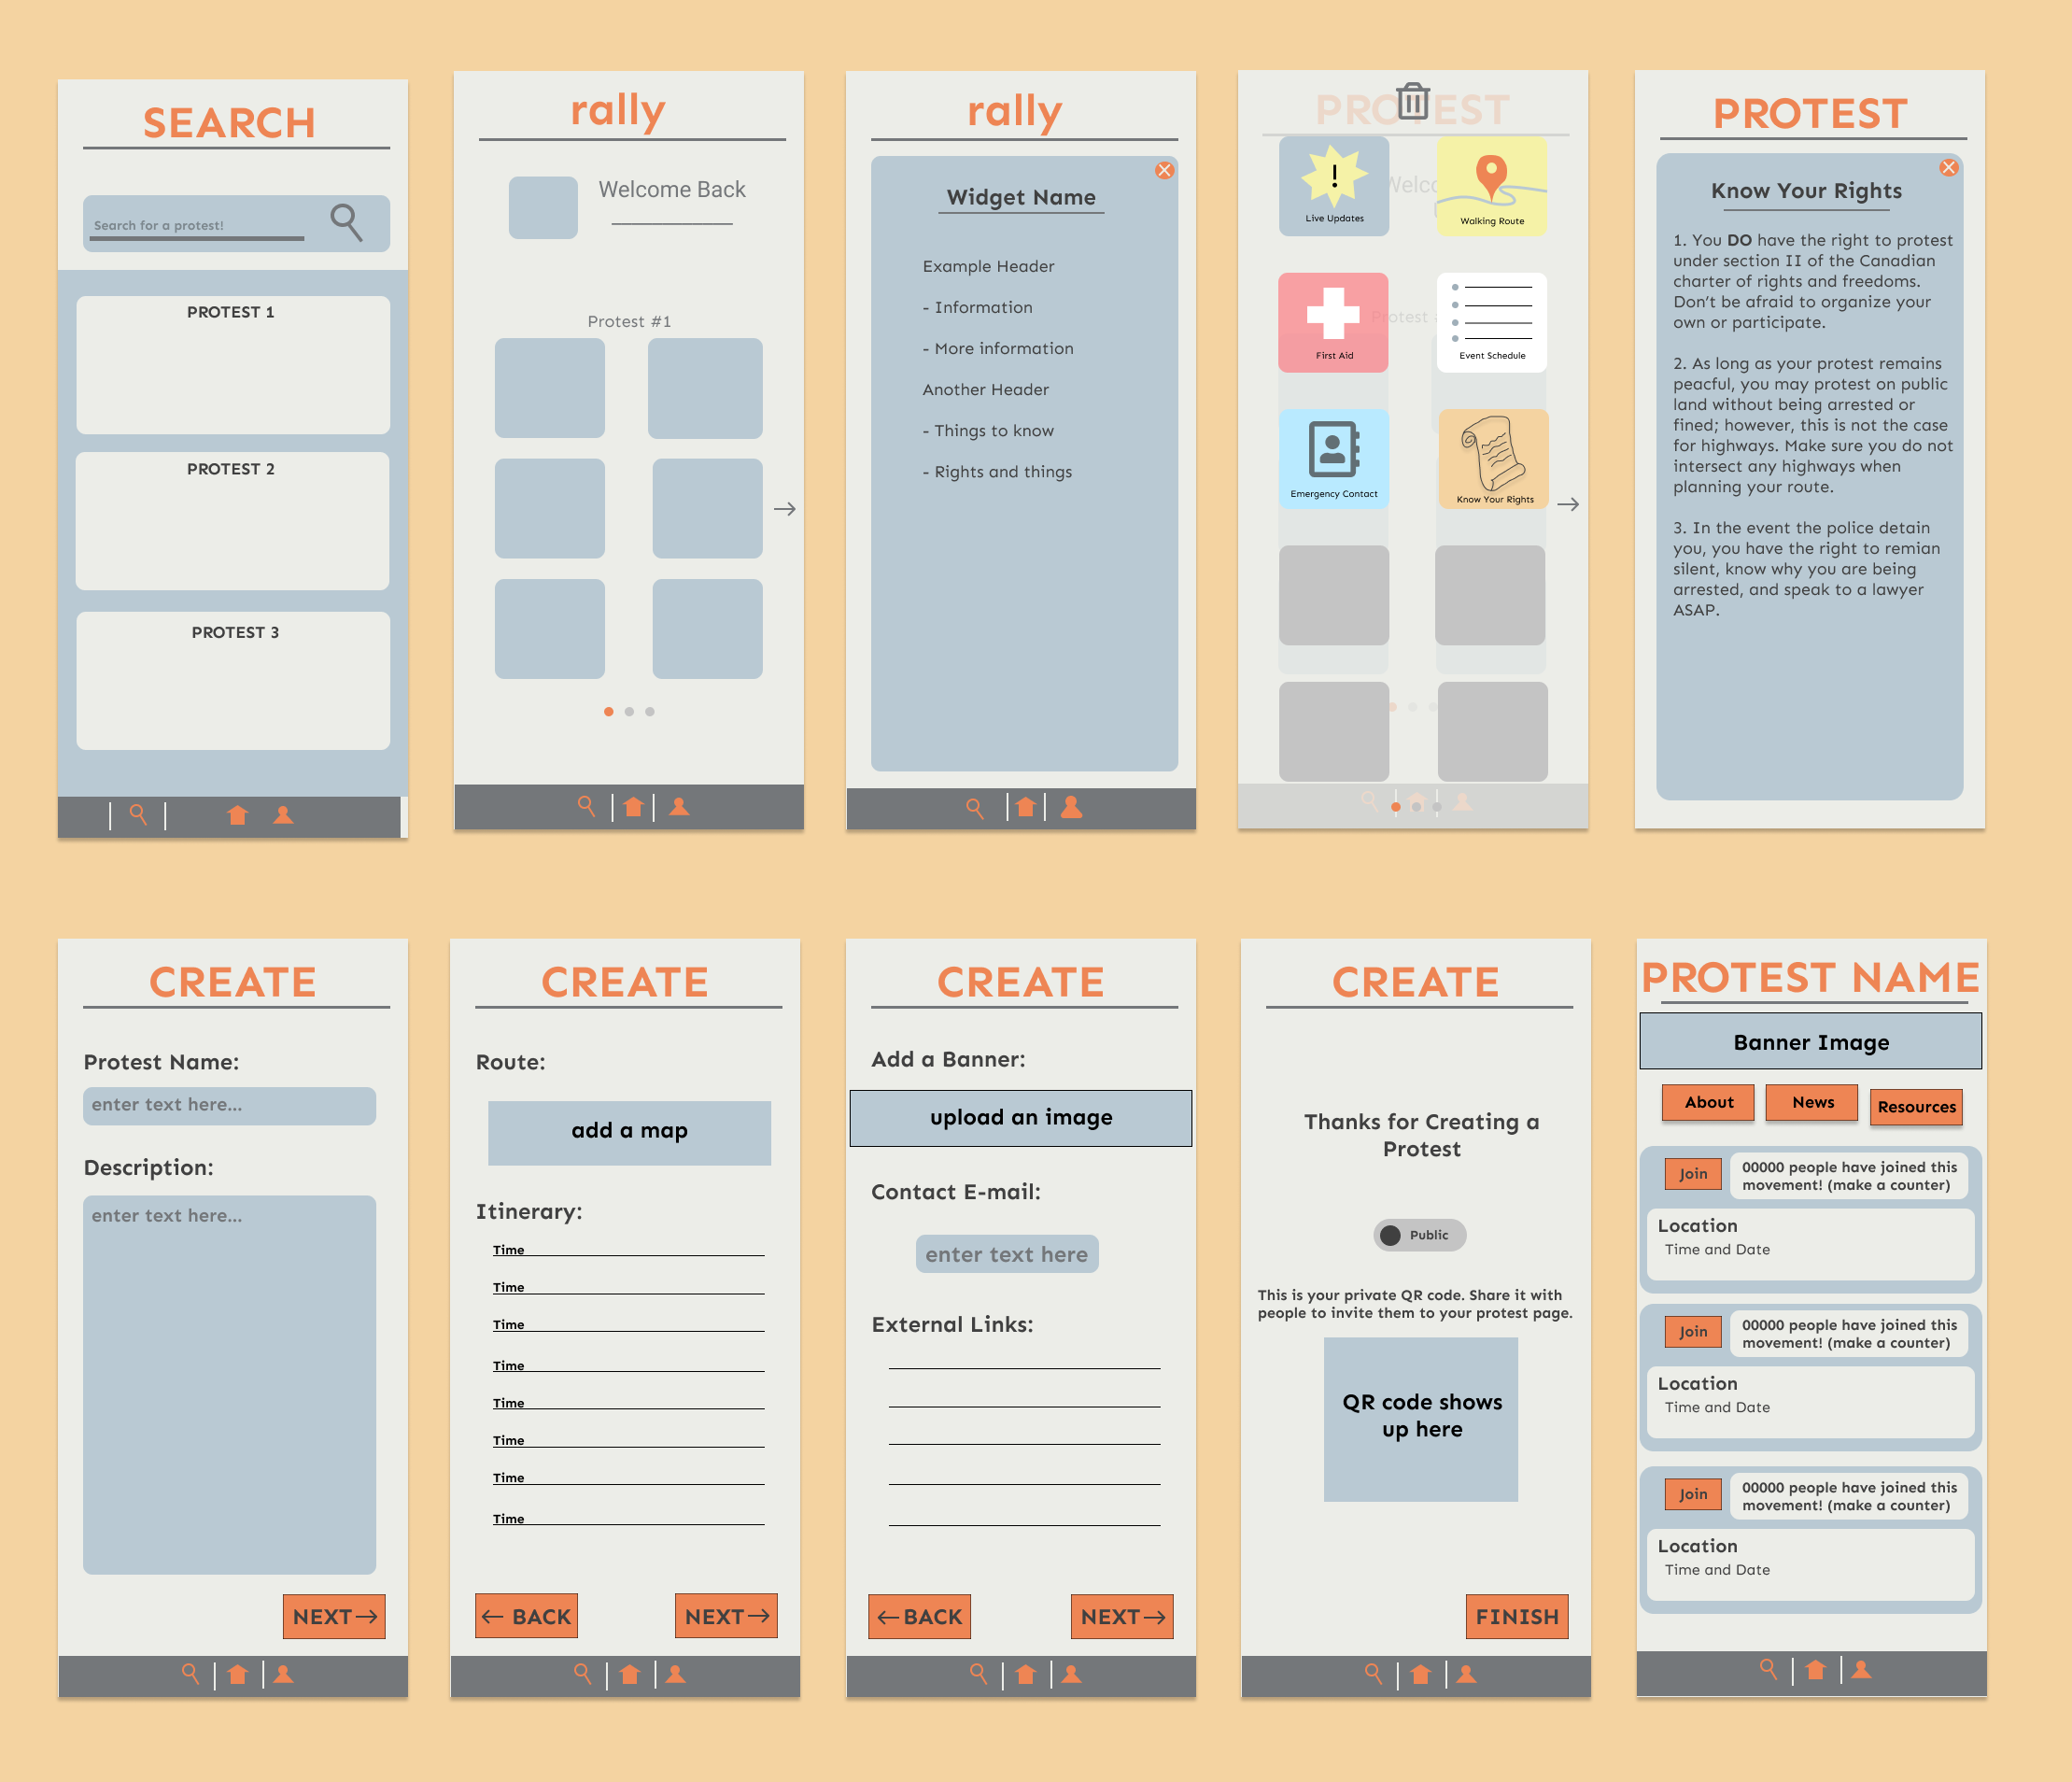 SEARCH
Search for a protest!
PROTEST 1
PROTEST 2
PROTEST 3
rally
Welcome Back
Protest #1
rally
Widget Name
Example Header
- Information
- More information
Another Header
- Things to know
- Rights and things
PROTEST
Welco
Live Updates
Walking Route
Protest
First Aid
Event Schedule
Emergency Contact
Know Your Rights
PROTEST
Know Your Rights
1. You DO have the right to protest
under section II of the Canadian
charter of rights and freedoms.
Don't be afraid to organize your
own or participate.
2. As long as your protest remains
peacful, you may protest on public
land without being arrested or
fined; however, this is not the case
for highways. Make sure you do not
intersect any highways when
planning your route.
3. In the event the police detain
you, you have the right to remian
silent, know why you are being
arrested, and speak to a lawyer
ASAP.
CREATE
Protest Name:
enter text here...
Description:
enter text here...
NEXT→
CREATE
Route:
add a map
Itinerary:
Time
Time
Time
Time
Time
Time
Time
Time
← BACK
NEXT→
CREATE
Add a Banner:
upload an image
Contact E-mail:
enter text here
External Links:
←BACK
NEXT→
CREATE
Thanks for Creating a
Protest
Public
This is your private QR code. Share it with
people to invite them to your protest page.
QR code shows
up here
FINISH
PROTEST NAME
Banner Image
About
News
Resources
Join
00000 people have joined this
movement! (make a counter)
Location
Time and Date
Join
00000 people have joined this
movement! (make a counter)
Location
Time and Date
Join
00000 people have joined this
movement! (make a counter)
Location
Time and Date